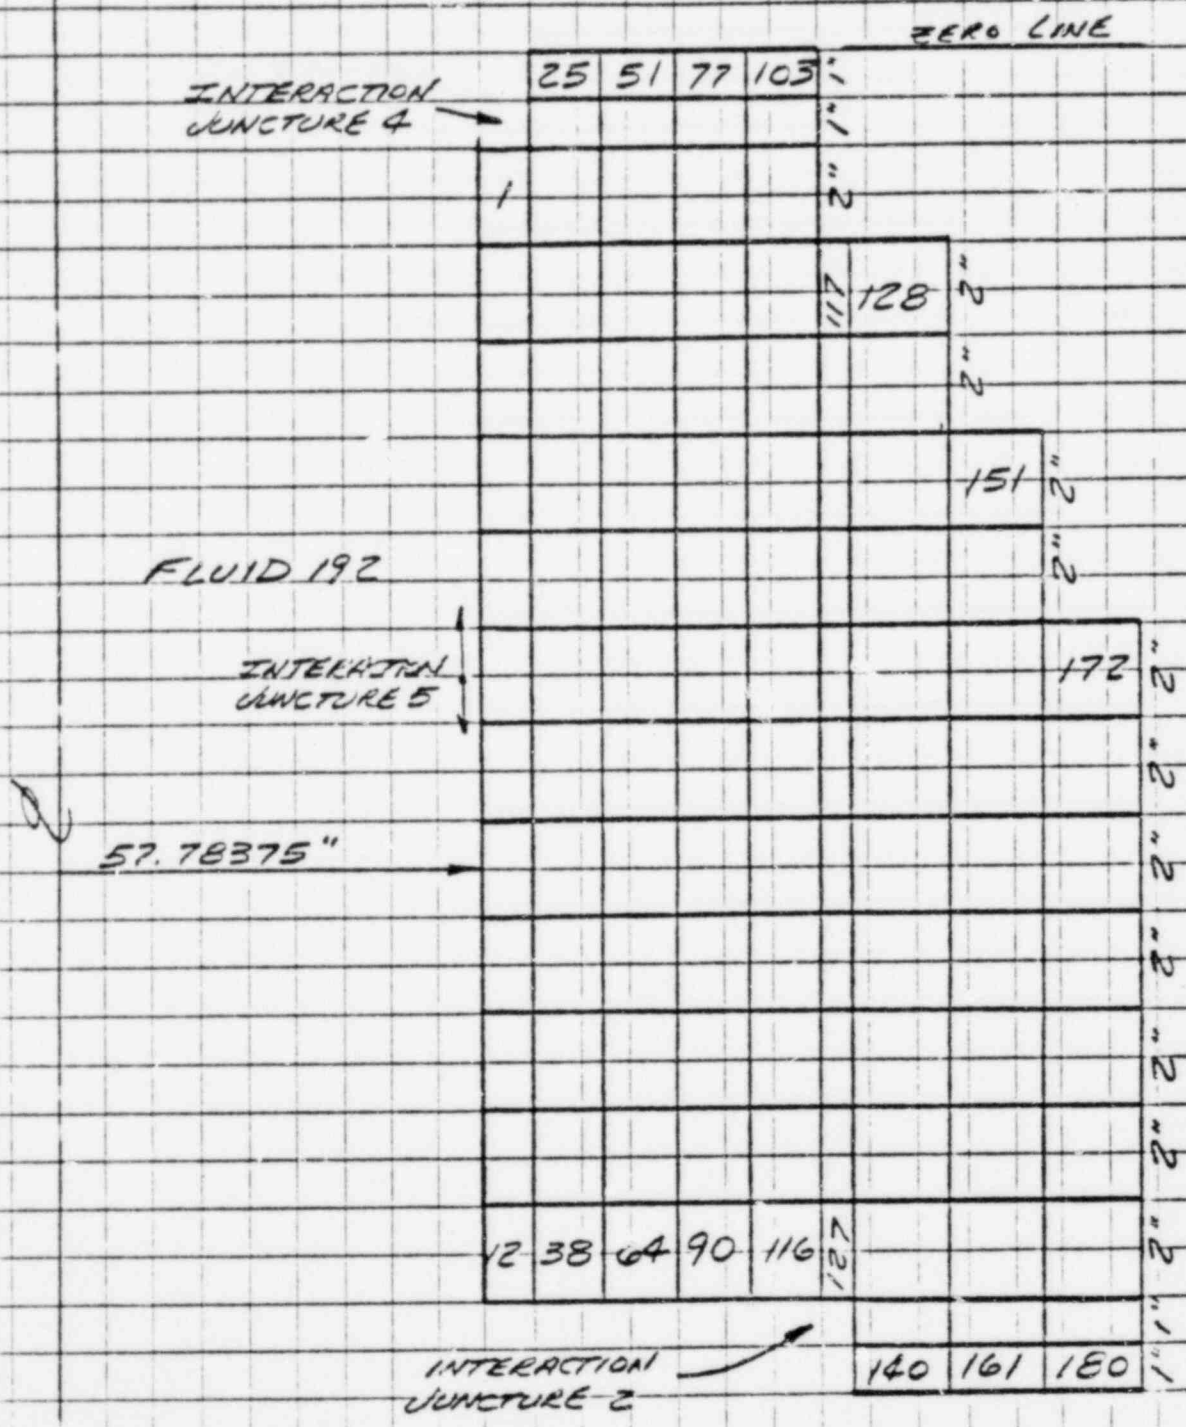 ZERO LINE
25 51 77 103 1"
INTERACTION
JUNCTURE 4
1"
1 2"
117 128 2"
2"
151 2"
FLUID 192 2"
INTERAITEN
JUNCTURE 5
172 2"
2"
57.78375" 2"
2"
2"
2"
12 38 64 90 116 127 2"
1"
INTERACTION
JUNCTURE 2
140 161 180 1"